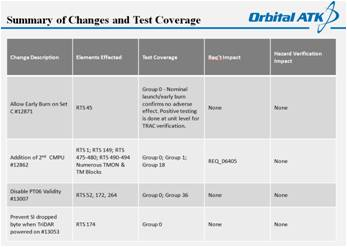 Summary of Changes and Test Coverage
Orbital ATK
Change Description
Elements Effected
Test Coverage
Req't Impact
Hazard Verification
Impact
Allow Early Burn on Set
C #12871
RTS 45
Group 0 - Nominal
launch/early burn
confirms no adverse
effect. Positive testing
is done at unit level for
TRAC verification.
None
None
Addition of 2nd CMPU
#12862
RTS 1; RTS 149; RTS
475-480; RTS 490-494
Numerous TMON &
TM Blocks
Group 0; Group 1;
Group 18
REQ_06405
None
Disable PT06 Validity
#13007
RTS 52, 172, 264
Group 0; Group 36
None
None
Prevent SI dropped
byte when TriDAR
powered on #13053
RTS 174
Group 0
None
None